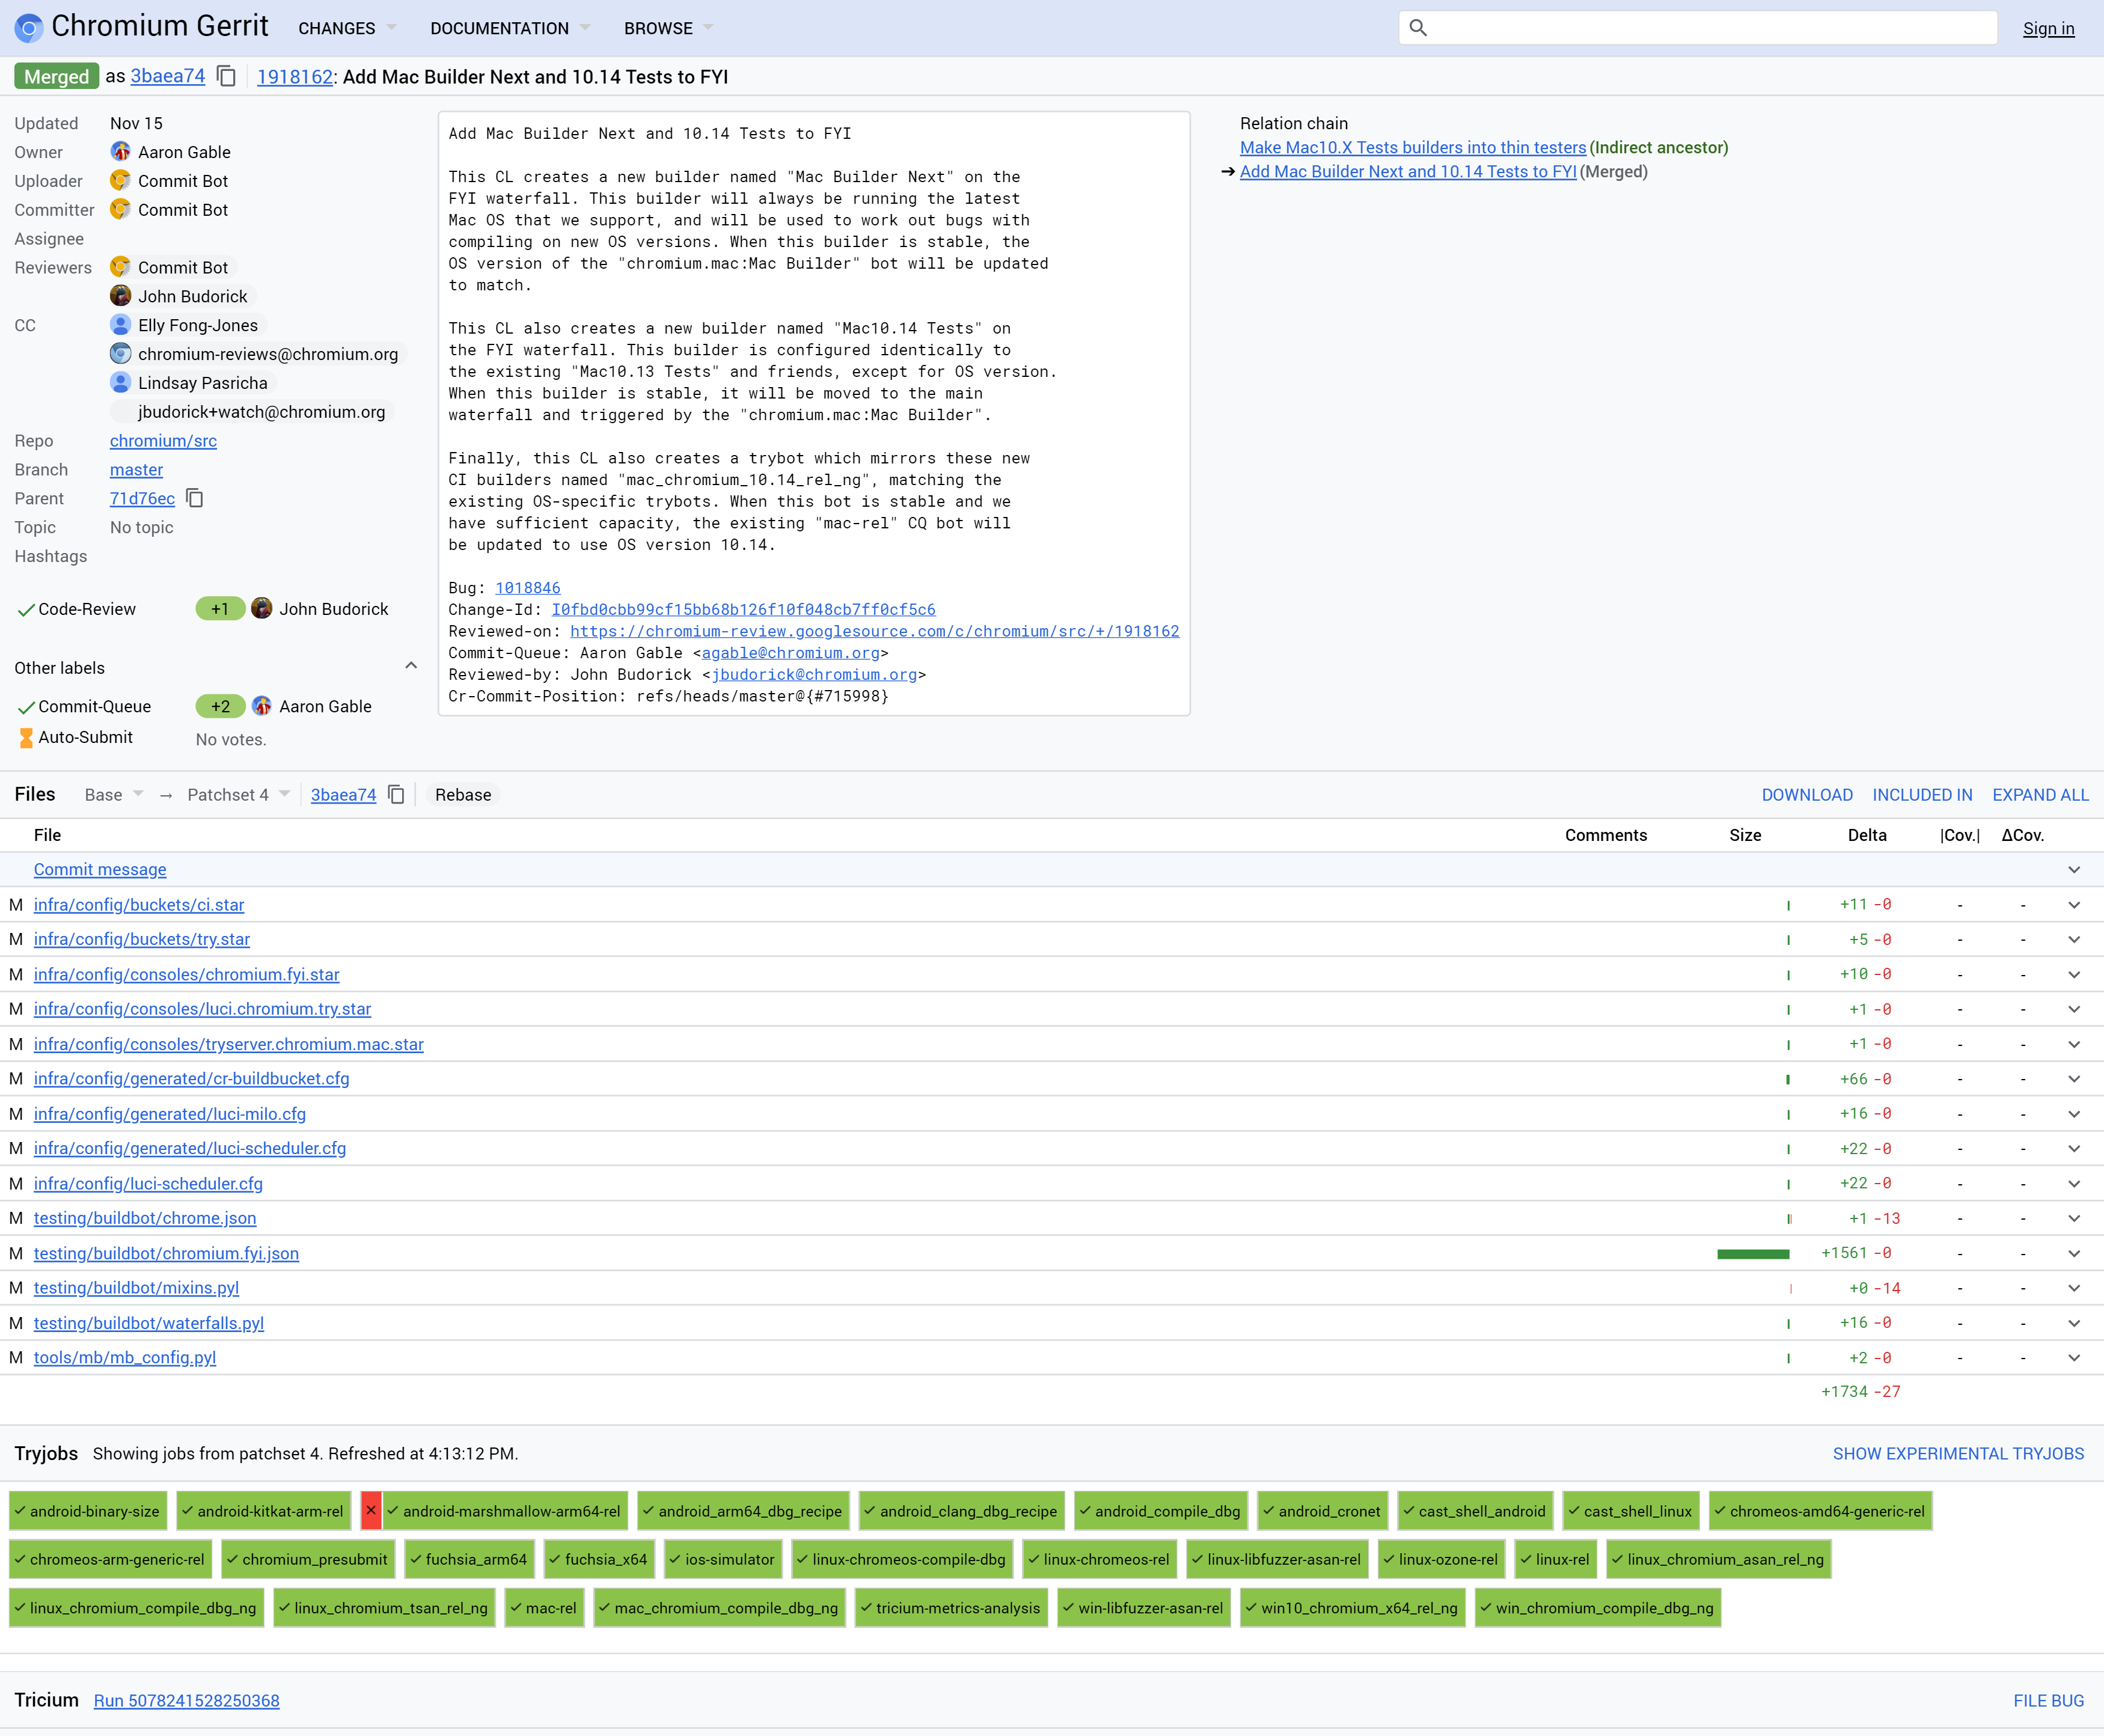 Chromium Gerrit CHANGES DOCUMENTATION BROWSE Sign in
Merged as 3baea74 1918162: Add Mac Builder Next and 10.14 Tests to FYI
Updated Nov 15
Owner Aaron Gable
Uploader Commit Bot
Committer Commit Bot
Assignee
Reviewers Commit Bot
John Budorick
CC Elly Fong-Jones
chromium-reviews@chromium.org
Lindsay Pasricha
jbudorick+watch@chromium.org
Repo chromium/src
Branch master
Parent 71d76ec
Topic No topic
Hashtags
Code-Review +1 John Budorick
Other labels
Commit-Queue +2 Aaron Gable
Auto-Submit No votes.
Add Mac Builder Next and 10.14 Tests to FYI
This CL creates a new builder named "Mac Builder Next" on the
FYI waterfall. This builder will always be running the latest
Mac OS that we support, and will be used to work out bugs with
compiling on new OS versions. When this builder is stable, the
OS version of the "chromium.mac:Mac Builder" bot will be updated
to match.
This CL also creates a new builder named "Mac10.14 Tests" on
the FYI waterfall. This builder is configured identically to
the existing "Mac10.13 Tests" and friends, except for OS version.
When this builder is stable, it will be moved to the main
waterfall and triggered by the "chromium.mac:Mac Builder".
Finally, this CL also creates a trybot which mirrors these new
CI builders named "mac_chromium_10.14_rel_ng", matching the
existing OS-specific trybots. When this bot is stable and we
have sufficient capacity, the existing "mac-rel" CQ bot will
be updated to use OS version 10.14.
Bug: 1018846
Change-Id: I0fbd0cbb99cf15bb68b126f10f048cb7ff0cf5c6
Reviewed-on: https://chromium-review.googlesource.com/c/chromium/src/+/1918162
Commit-Queue: Aaron Gable <agable@chromium.org>
Reviewed-by: John Budorick <jbudorick@chromium.org>
Cr-Commit-Position: refs/heads/master@{#715998}
Relation chain
Make Mac10.X Tests builders into thin testers (Indirect ancestor)
→ Add Mac Builder Next and 10.14 Tests to FYI (Merged)
Files Base → Patchset 4 3baea74 Rebase DOWNLOAD INCLUDED IN EXPAND ALL
File Comments Size Delta |Cov.| ΔCov.
Commit message
M infra/config/buckets/ci.star +11 -0 - -
M infra/config/buckets/try.star +5 -0 - -
M infra/config/consoles/chromium.fyi.star +10 -0 - -
M infra/config/consoles/luci.chromium.try.star +1 -0 - -
M infra/config/consoles/tryserver.chromium.mac.star +1 -0 - -
M infra/config/generated/cr-buildbucket.cfg +66 -0 - -
M infra/config/generated/luci-milo.cfg +16 -0 - -
M infra/config/generated/luci-scheduler.cfg +22 -0 - -
M infra/config/luci-scheduler.cfg +22 -0 - -
M testing/buildbot/chrome.json +1 -13 - -
M testing/buildbot/chromium.fyi.json +1561 -0 - -
M testing/buildbot/mixins.pyl +0 -14 - -
M testing/buildbot/waterfalls.pyl +16 -0 - -
M tools/mb/mb_config.pyl +2 -0 - -
+1734 -27
Tryjobs Showing jobs from patchset 4. Refreshed at 4:13:12 PM. SHOW EXPERIMENTAL TRYJOBS
✓ android-binary-size ✓ android-kitkat-arm-rel ✕ ✓ android-marshmallow-arm64-rel ✓ android_arm64_dbg_recipe ✓ android_clang_dbg_recipe ✓ android_compile_dbg ✓ android_cronet ✓ cast_shell_android ✓ cast_shell_linux ✓ chromeos-amd64-generic-rel
✓ chromeos-arm-generic-rel ✓ chromium_presubmit ✓ fuchsia_arm64 ✓ fuchsia_x64 ✓ ios-simulator ✓ linux-chromeos-compile-dbg ✓ linux-chromeos-rel ✓ linux-libfuzzer-asan-rel ✓ linux-ozone-rel ✓ linux-rel ✓ linux_chromium_asan_rel_ng
✓ linux_chromium_compile_dbg_ng ✓ linux_chromium_tsan_rel_ng ✓ mac-rel ✓ mac_chromium_compile_dbg_ng ✓ tricium-metrics-analysis ✓ win-libfuzzer-asan-rel ✓ win10_chromium_x64_rel_ng ✓ win_chromium_compile_dbg_ng
Tricium Run 5078241528250368 FILE BUG